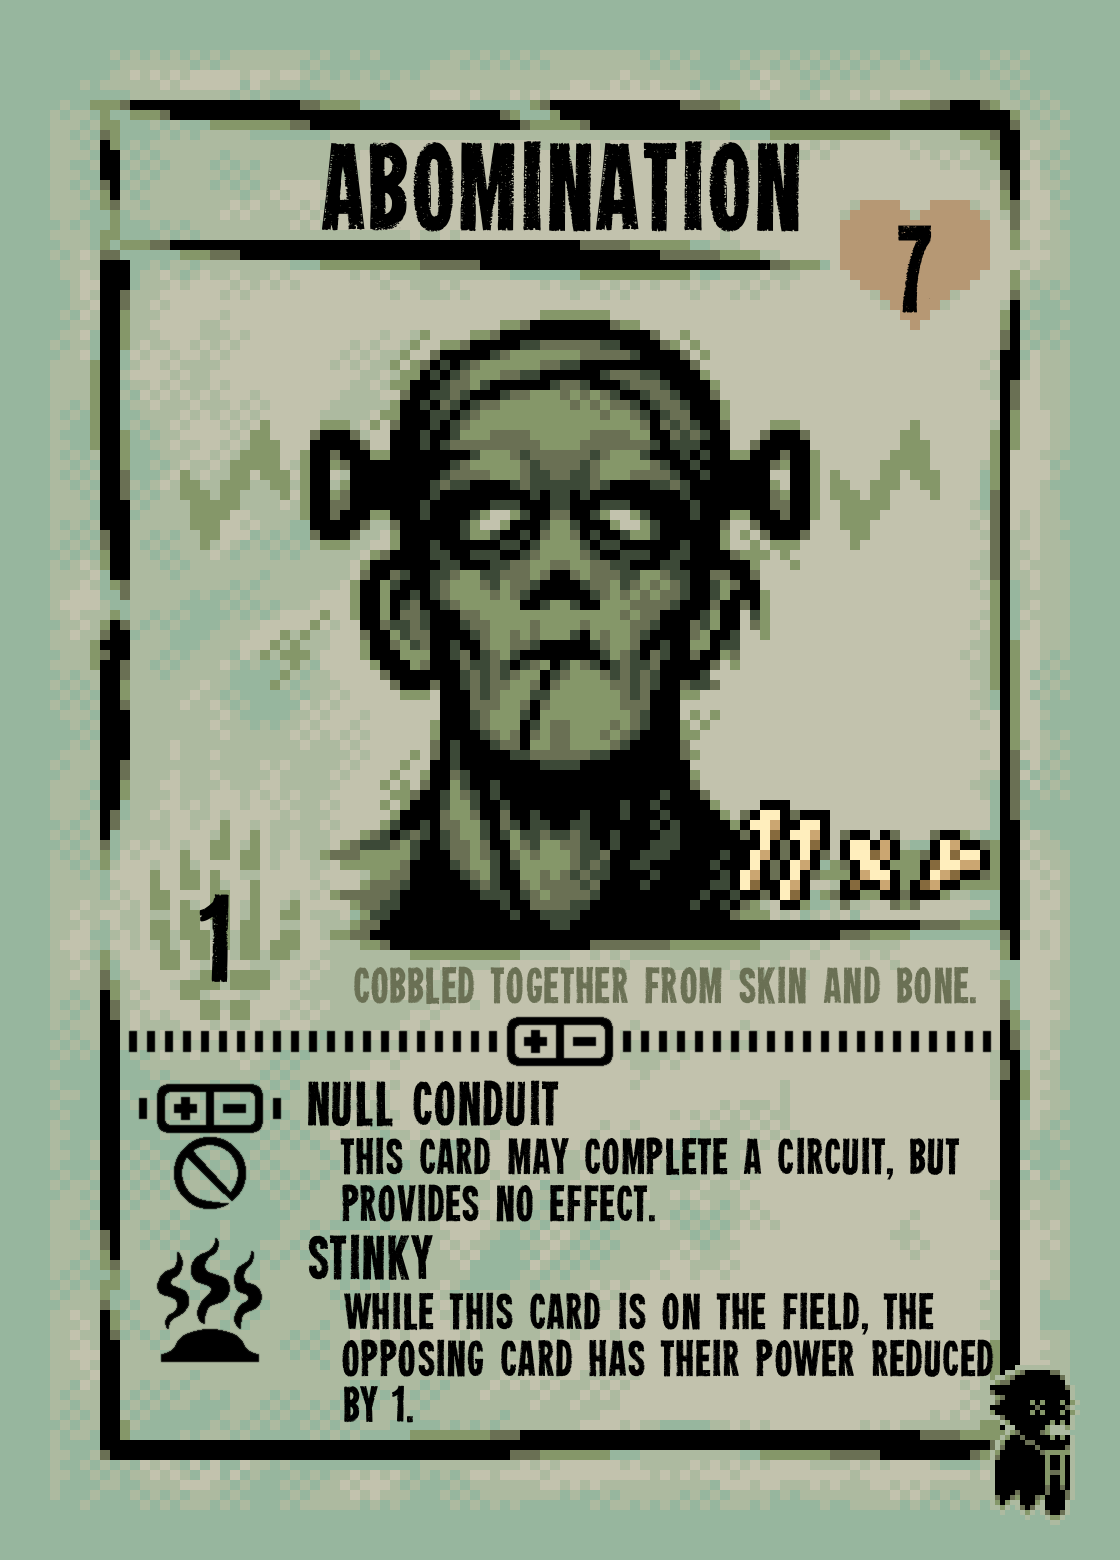 ABOMINATION
7
1
COBBLED TOGETHER FROM SKIN AND BONE.
NULL CONDUIT
THIS CARD MAY COMPLETE A CIRCUIT, BUT
PROVIDES NO EFFECT.
STINKY
WHILE THIS CARD IS ON THE FIELD, THE
OPPOSING CARD HAS THEIR POWER REDUCED
BY 1.